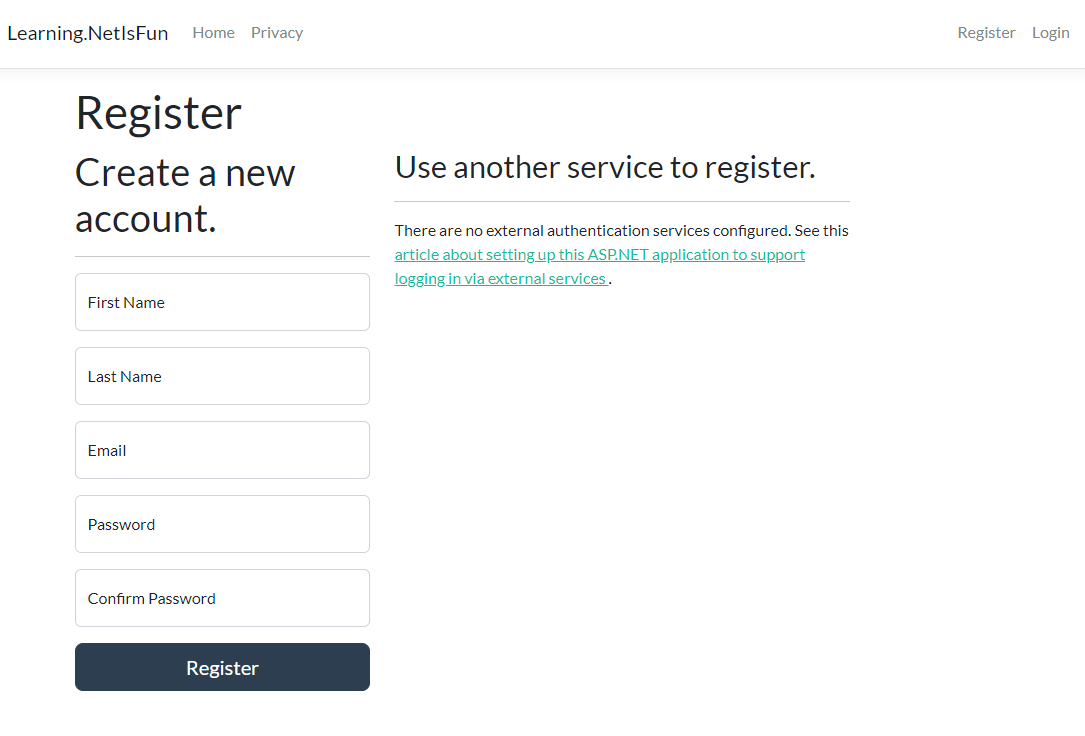 Learning.NetIsFun Home Privacy Register Login
Register
Create a new
account.
First Name
Last Name
Email
Password
Confirm Password
Register
Use another service to register.
There are no external authentication services configured. See this
article about setting up this ASP.NET application to support
logging in via external services .